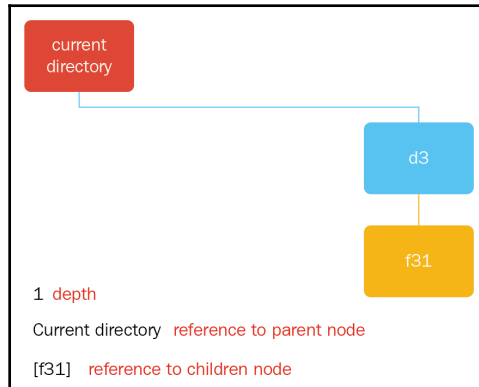 current
directory
d3
f31
1 depth
Current directory reference to parent node
[f31] reference to children node